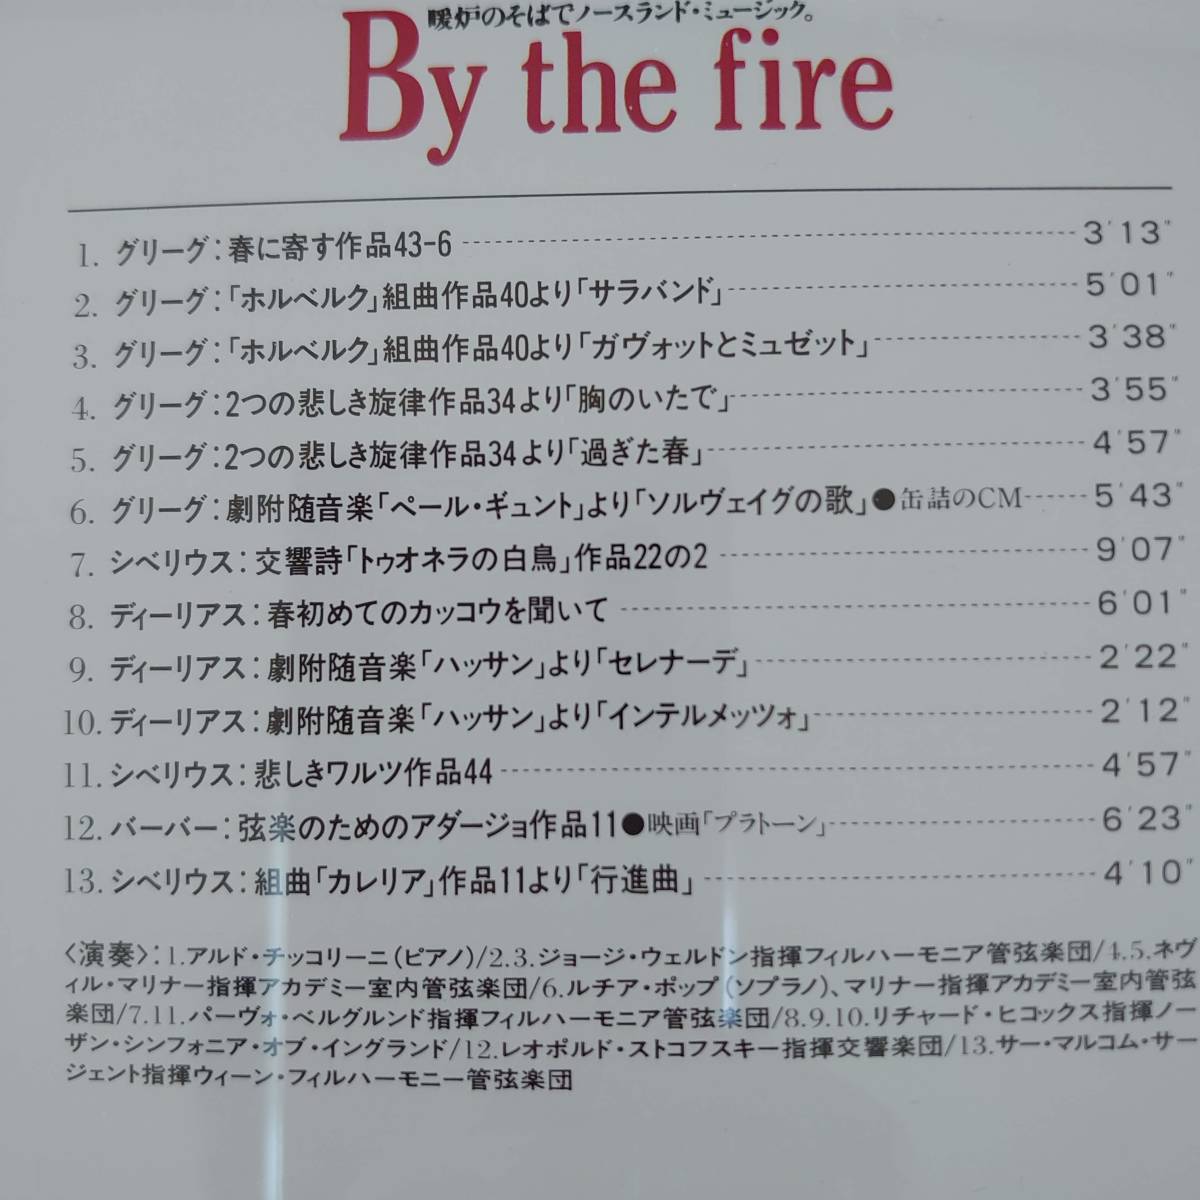 暖炉のそばでノースランド・ミュージック。
By the fire
1. グリーグ:春に寄す作品43-6 3'13"
2. グリーグ:「ホルベルク」組曲作品40より「サラバンド」 5'01"
3. グリーグ:「ホルベルク」組曲作品40より「ガヴォットとミュゼット」 3'38"
4. グリーグ:2つの悲しき旋律作品34より「胸のいたで」 3'55"
5. グリーグ:2つの悲しき旋律作品34より「過ぎた春」 4'57"
6. グリーグ:劇附随音楽「ペール・ギュント」より「ソルヴェイグの歌」●缶詰のCM 5'43"
7. シベリウス:交響詩「トゥオネラの白鳥」作品22の2 9'07"
8. ディーリアス:春初めてのカッコウを聞いて 6'01"
9. ディーリアス:劇附随音楽「ハッサン」より「セレナーデ」 2'22"
10. ディーリアス:劇附随音楽「ハッサン」より「インテルメッツォ」 2'12"
11. シベリウス:悲しきワルツ作品44 4'57"
12. バーバー:弦楽のためのアダージョ作品11●映画「プラトーン」 6'23"
13. シベリウス:組曲「カレリア」作品11より「行進曲」 4'10"
〈演奏〉:1.アルド・チッコリーニ(ピアノ)/2.3.ジョージ・ウェルドン指揮フィルハーモニア管弦楽団/4.5.ネヴ
ィル・マリナー指揮アカデミー室内管弦楽団/6.ルチア・ポップ(ソプラノ)、マリナー指揮アカデミー室内管弦
楽団/7.11.パーヴォ・ベルグルンド指揮フィルハーモニア管弦楽団/8.9.10.リチャード・ヒコックス指揮ノー
ザン・シンフォニア・オブ・イングランド/12.レオポルド・ストコフスキー指揮交響楽団/13.サー・マルコム・サー
ジェント指揮ウィーン・フィルハーモニー管弦楽団